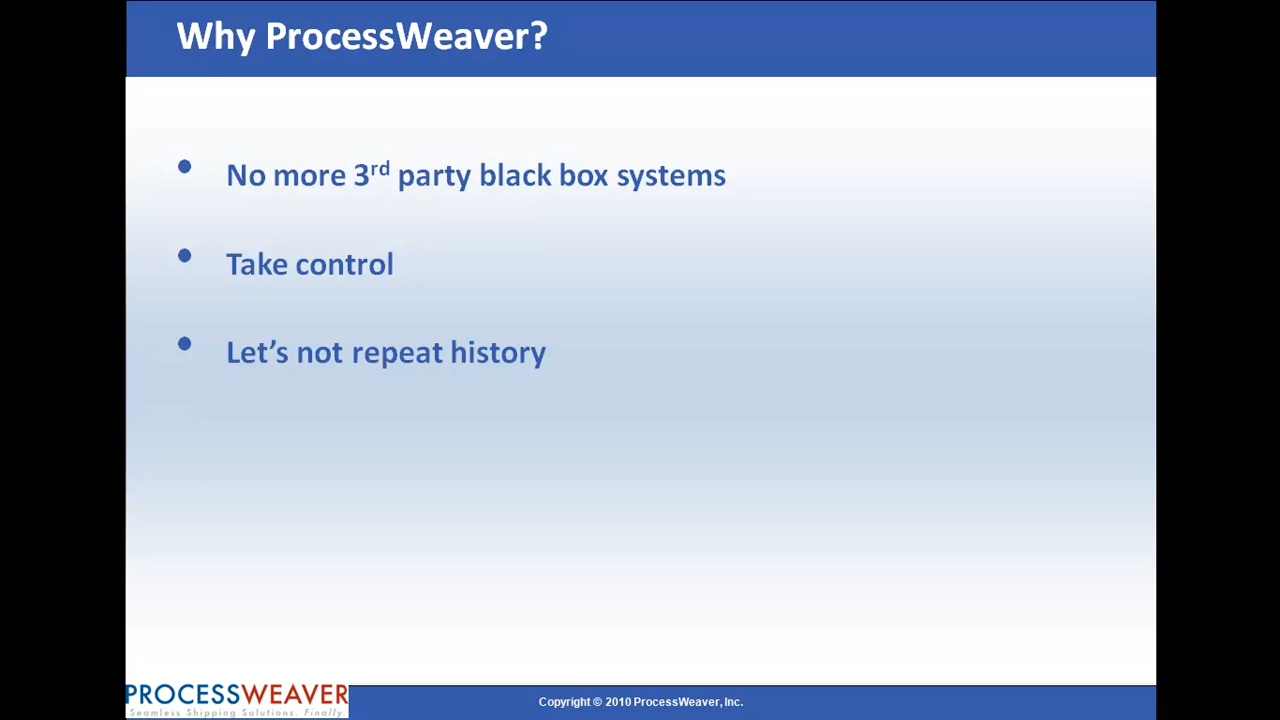 Why ProcessWeaver?
• No more 3rd party black box systems
• Take control
• Let’s not repeat history
PROCESSWEAVER
Seamless Shipping Solutions. Finally.
Copyright © 2010 ProcessWeaver, Inc.